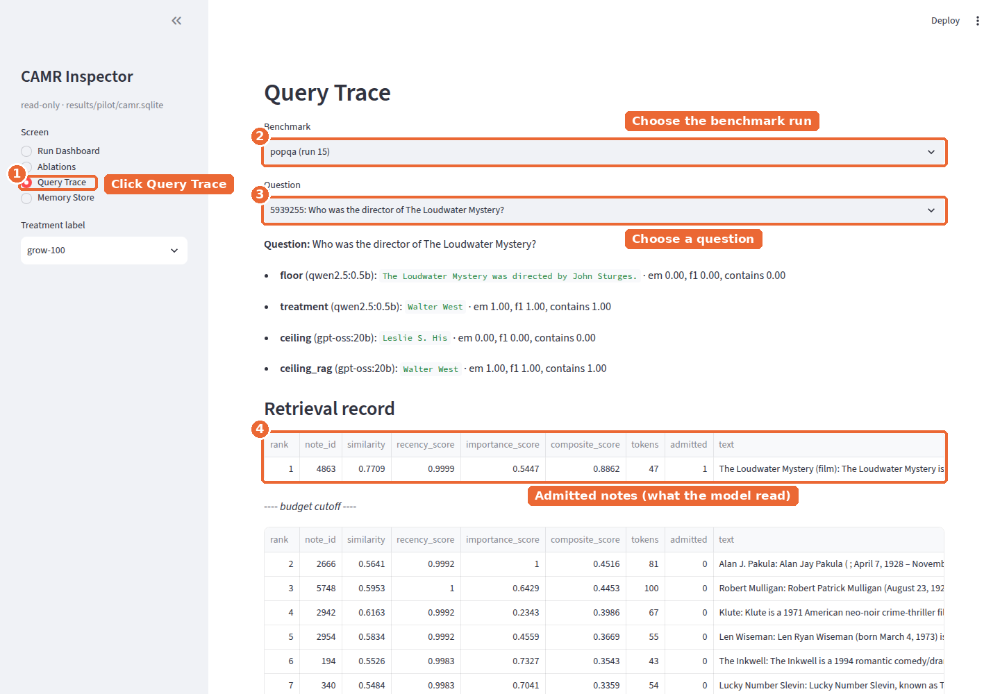 Deploy
CAMR Inspector
read-only · results/pilot/camr.sqlite
Screen
Run Dashboard
Ablations
1
Query Trace
Click Query Trace
Memory Store
Treatment label
grow-100
Query Trace
Benchmark
Choose the benchmark run
2
popqa (run 15)
Question
3
5939255: Who was the director of The Loudwater Mystery?
Choose a question
Question: Who was the director of The Loudwater Mystery?
• floor (qwen2.5:0.5b): The Loudwater Mystery was directed by John Sturges. · em 0.00, f1 0.00, contains 0.00
• treatment (qwen2.5:0.5b): Walter West · em 1.00, f1 1.00, contains 1.00
• ceiling (gpt-oss:20b): Leslie S. His · em 0.00, f1 0.00, contains 0.00
• ceiling_rag (gpt-oss:20b): Walter West · em 1.00, f1 1.00, contains 1.00
Retrieval record
4
rank note_id similarity recency_score importance_score composite_score tokens admitted text
1 4863 0.7709 0.9999 0.5447 0.8862 47 1 The Loudwater Mystery (film): The Loudwater Mystery is
Admitted notes (what the model read)
---- budget cutoff ----
rank note_id similarity recency_score importance_score composite_score tokens admitted text
2 2666 0.5641 0.9992 1 0.4516 81 0 Alan J. Pakula: Alan Jay Pakula ( ; April 7, 1928 – Novemb
3 5748 0.5953 1 0.6429 0.4453 100 0 Robert Mulligan: Robert Patrick Mulligan (August 23, 192
4 2942 0.6163 0.9992 0.2343 0.3986 67 0 Klute: Klute is a 1971 American neo-noir crime-thriller fil
5 2954 0.5834 0.9992 0.4559 0.3669 55 0 Len Wiseman: Len Ryan Wiseman (born March 4, 1973) is
6 194 0.5526 0.9983 0.7327 0.3543 43 0 The Inkwell: The Inkwell is a 1994 romantic comedy/dra
7 340 0.5484 0.9983 0.7041 0.3359 54 0 Lucky Number Slevin: Lucky Number Slevin, known as T